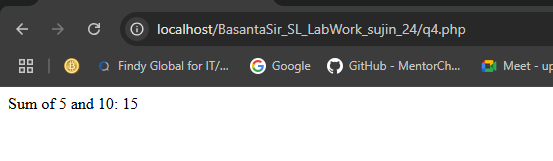 localhost/BasantaSir_SL_LabWork_sujin_24/q4.php
Findy Global for IT/... Google GitHub - MentorCh... Meet - up
Sum of 5 and 10: 15